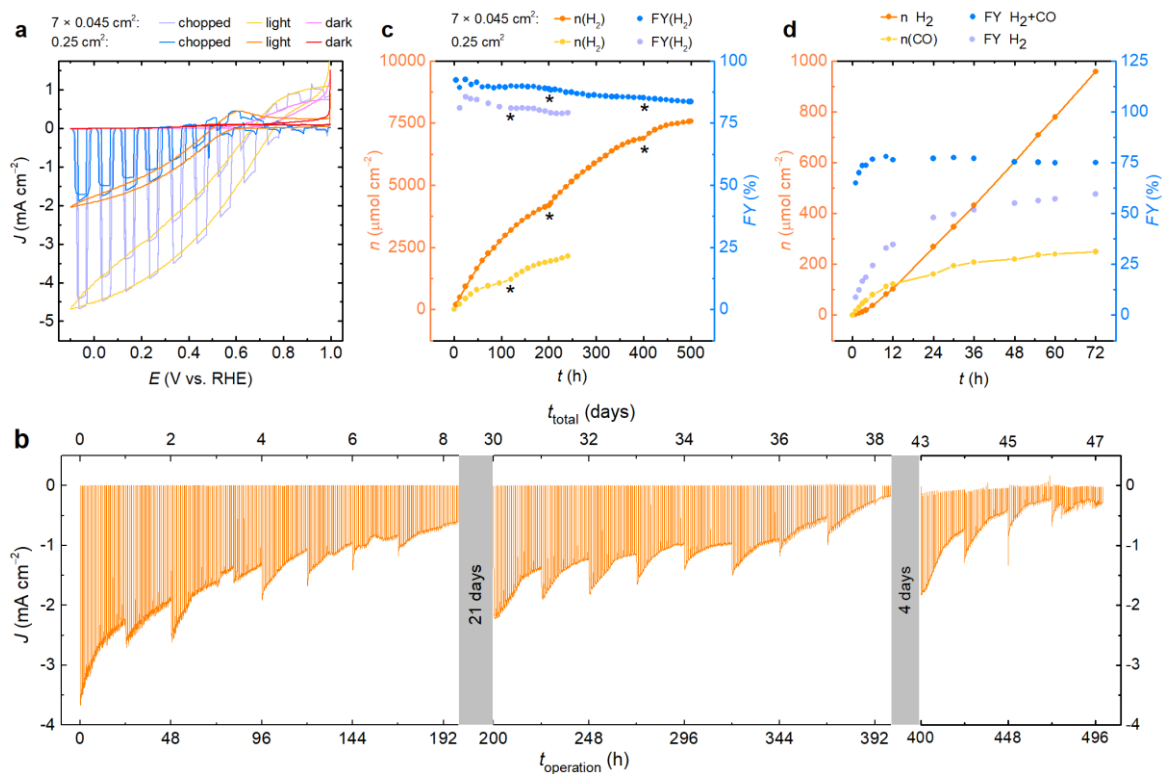 a
7 × 0.045 cm²: chopped light dark
0.25 cm²: chopped light dark
J (mA cm⁻²)
1
0
-1
-2
-3
-4
-5
0.0 0.2 0.4 0.6 0.8 1.0
E (V vs. RHE)
c
7 × 0.045 cm²: n(H₂) FY(H₂)
0.25 cm² n(H₂) FY(H₂)
n (μmol cm⁻²)
10000
7500
5000
2500
0
FY (%)
100
75
50
25
0
* * * * * *
0 100 200 300 400 500
t (h)
d
n H₂ FY H₂+CO
n(CO) FY H₂
n (μmol cm⁻²)
1000
800
600
400
200
0
FY (%)
125
100
75
50
25
0
0 12 24 36 48 60 72
t (h)
b
t_total (days)
0 2 4 6 8 30 32 34 36 38 43 45 47
J (mA cm⁻²)
0
-1
-2
-3
-4
21 days
4 days
0
-1
-2
-3
-4
J (mA cm⁻²)
0 48 96 144 192 200 248 296 344 392 400 448 496
t_operation (h)